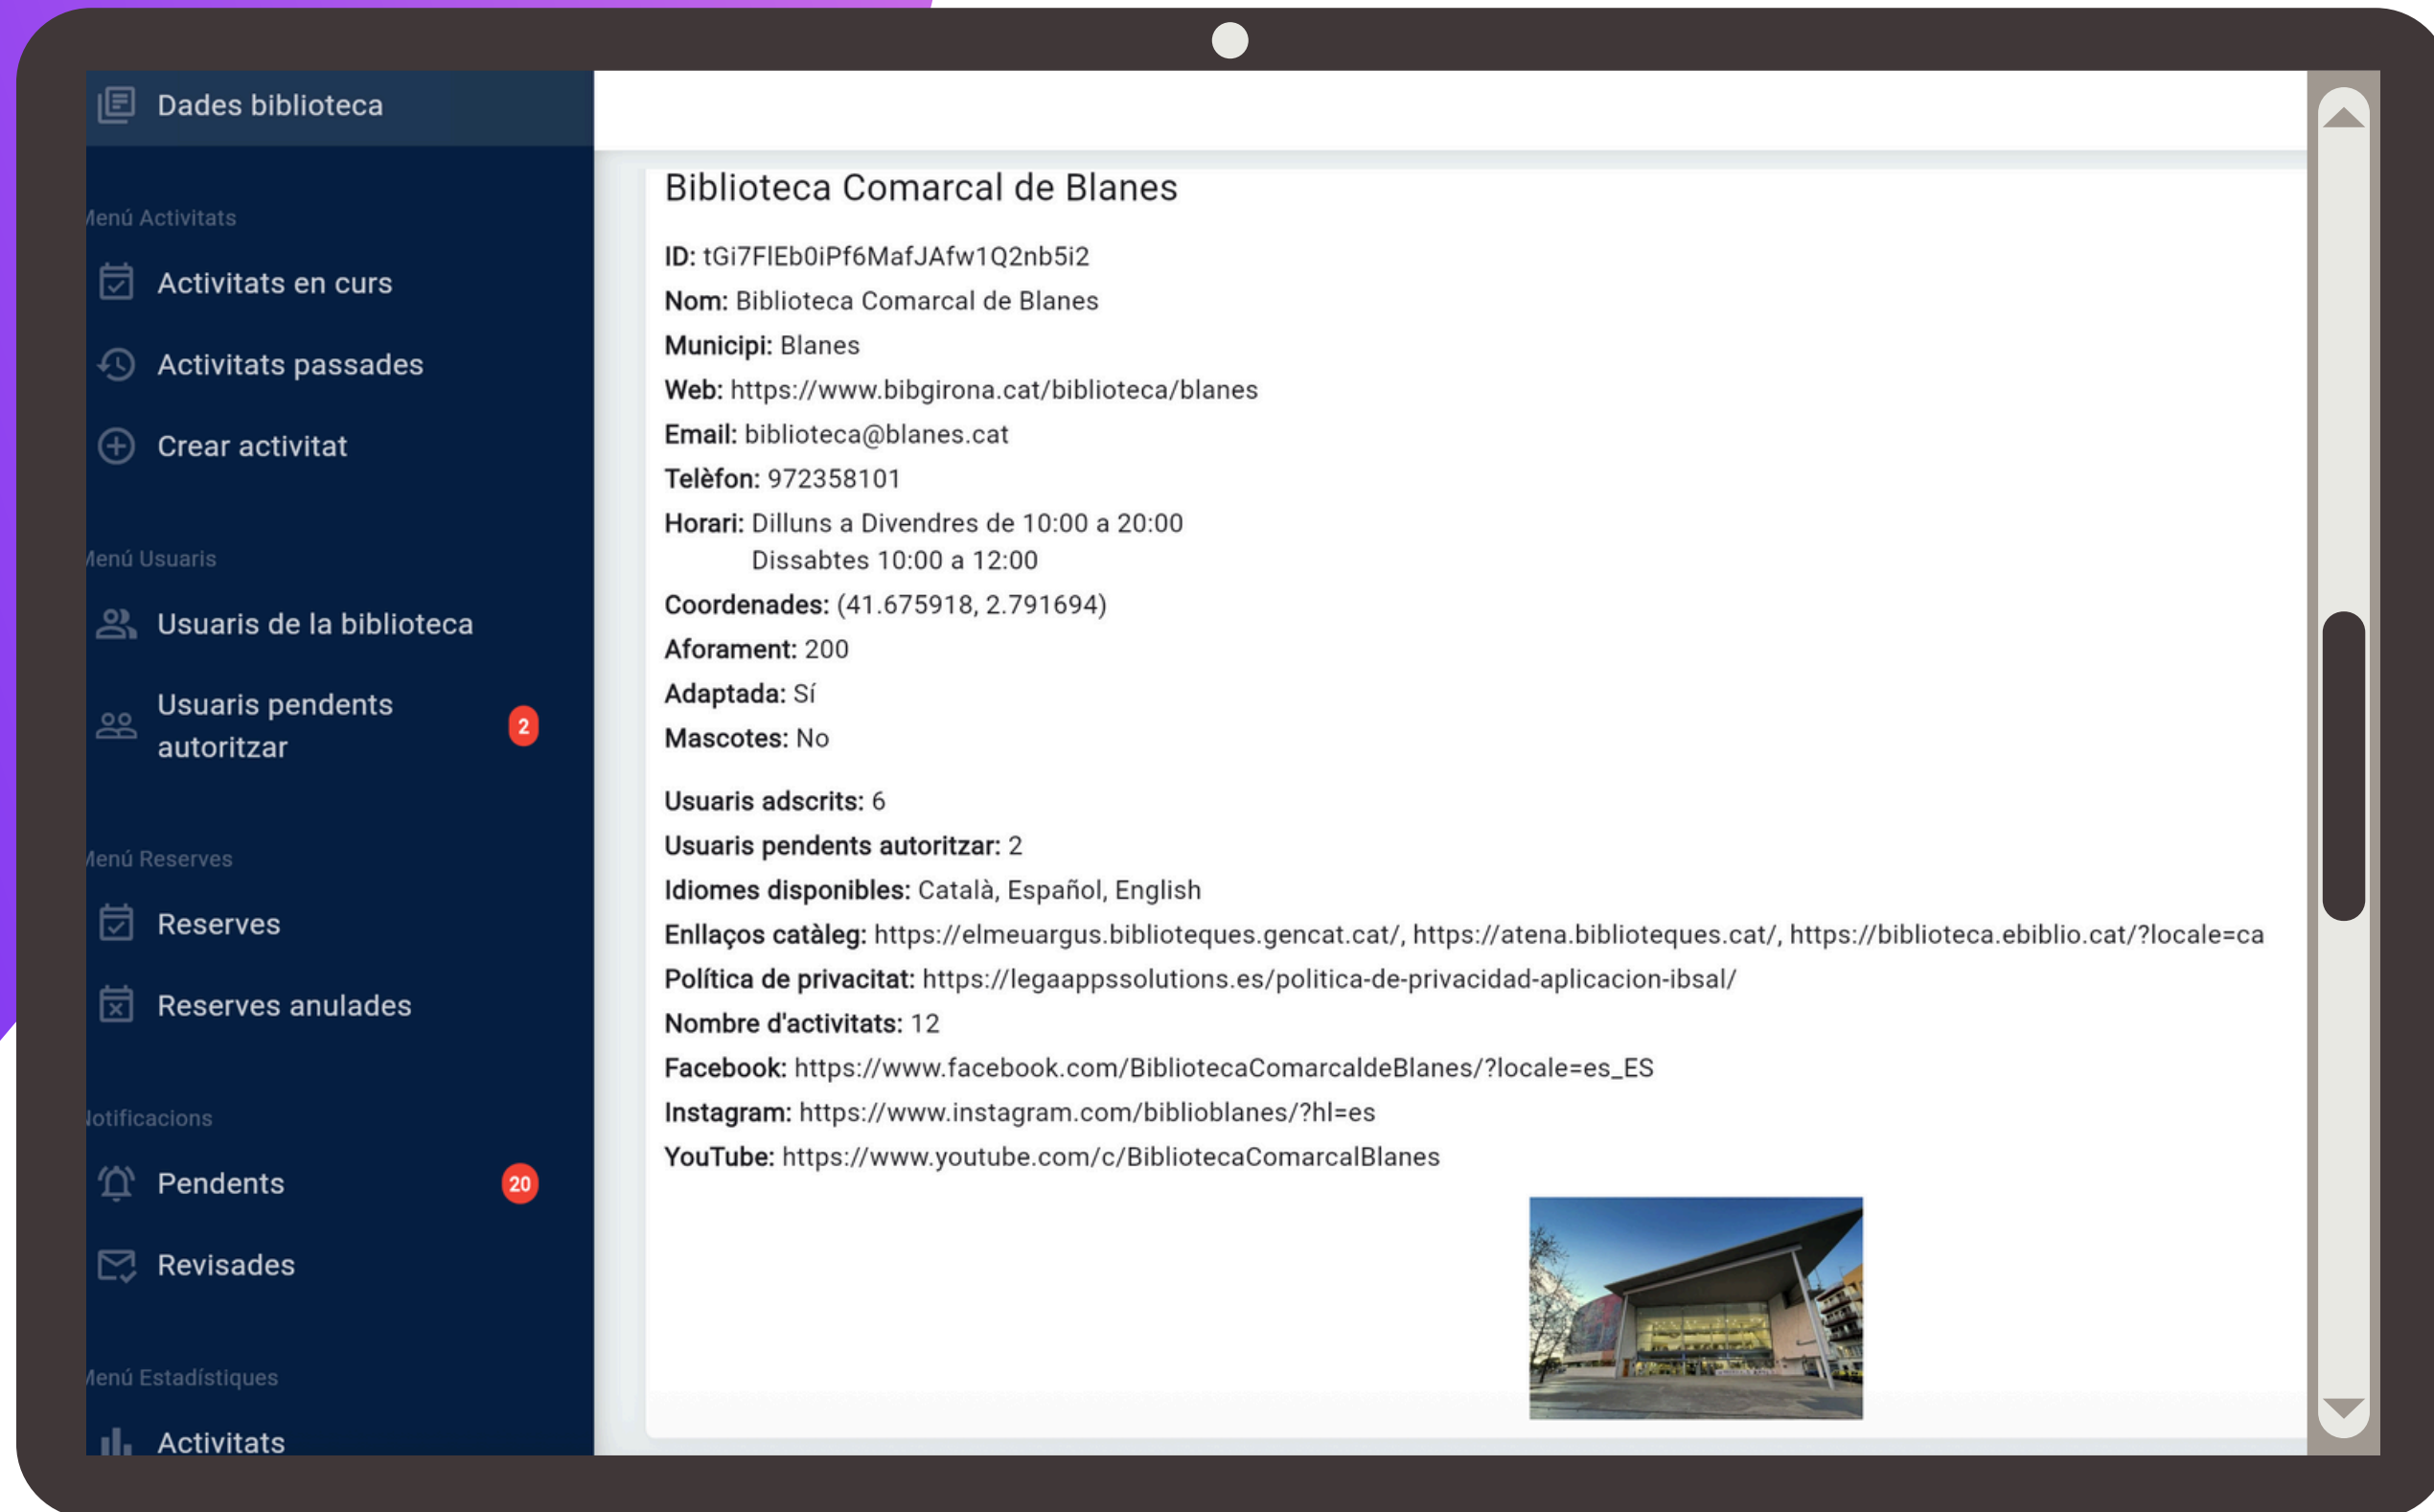 Dades biblioteca
Menú Activitats
Activitats en curs
Activitats passades
Crear activitat
Menú Usuaris
Usuaris de la biblioteca
Usuaris pendents
autoritzar
2
Menú Reserves
Reserves
Reserves anulades
Notificacions
Pendents
20
Revisades
Menú Estadístiques
Activitats
Biblioteca Comarcal de Blanes
ID: tGi7FlEb0iPf6MafJAfw1Q2nb5i2
Nom: Biblioteca Comarcal de Blanes
Municipi: Blanes
Web: https://www.bibgirona.cat/biblioteca/blanes
Email: biblioteca@blanes.cat
Telèfon: 972358101
Horari: Dilluns a Divendres de 10:00 a 20:00
Dissabtes 10:00 a 12:00
Coordenades: (41.675918, 2.791694)
Aforament: 200
Adaptada: Sí
Mascotes: No
Usuaris adscrits: 6
Usuaris pendents autoritzar: 2
Idiomes disponibles: Català, Español, English
Enllaços catàleg: https://elmeuargus.biblioteques.gencat.cat/, https://atena.biblioteques.cat/, https://biblioteca.ebiblio.cat/?locale=ca
Política de privacitat: https://legaappssolutions.es/politica-de-privacidad-aplicacion-ibsal/
Nombre d'activitats: 12
Facebook: https://www.facebook.com/BibliotecaComarcaldeBlanes/?locale=es_ES
Instagram: https://www.instagram.com/biblioblanes/?hl=es
YouTube: https://www.youtube.com/c/BibliotecaComarcalBlanes